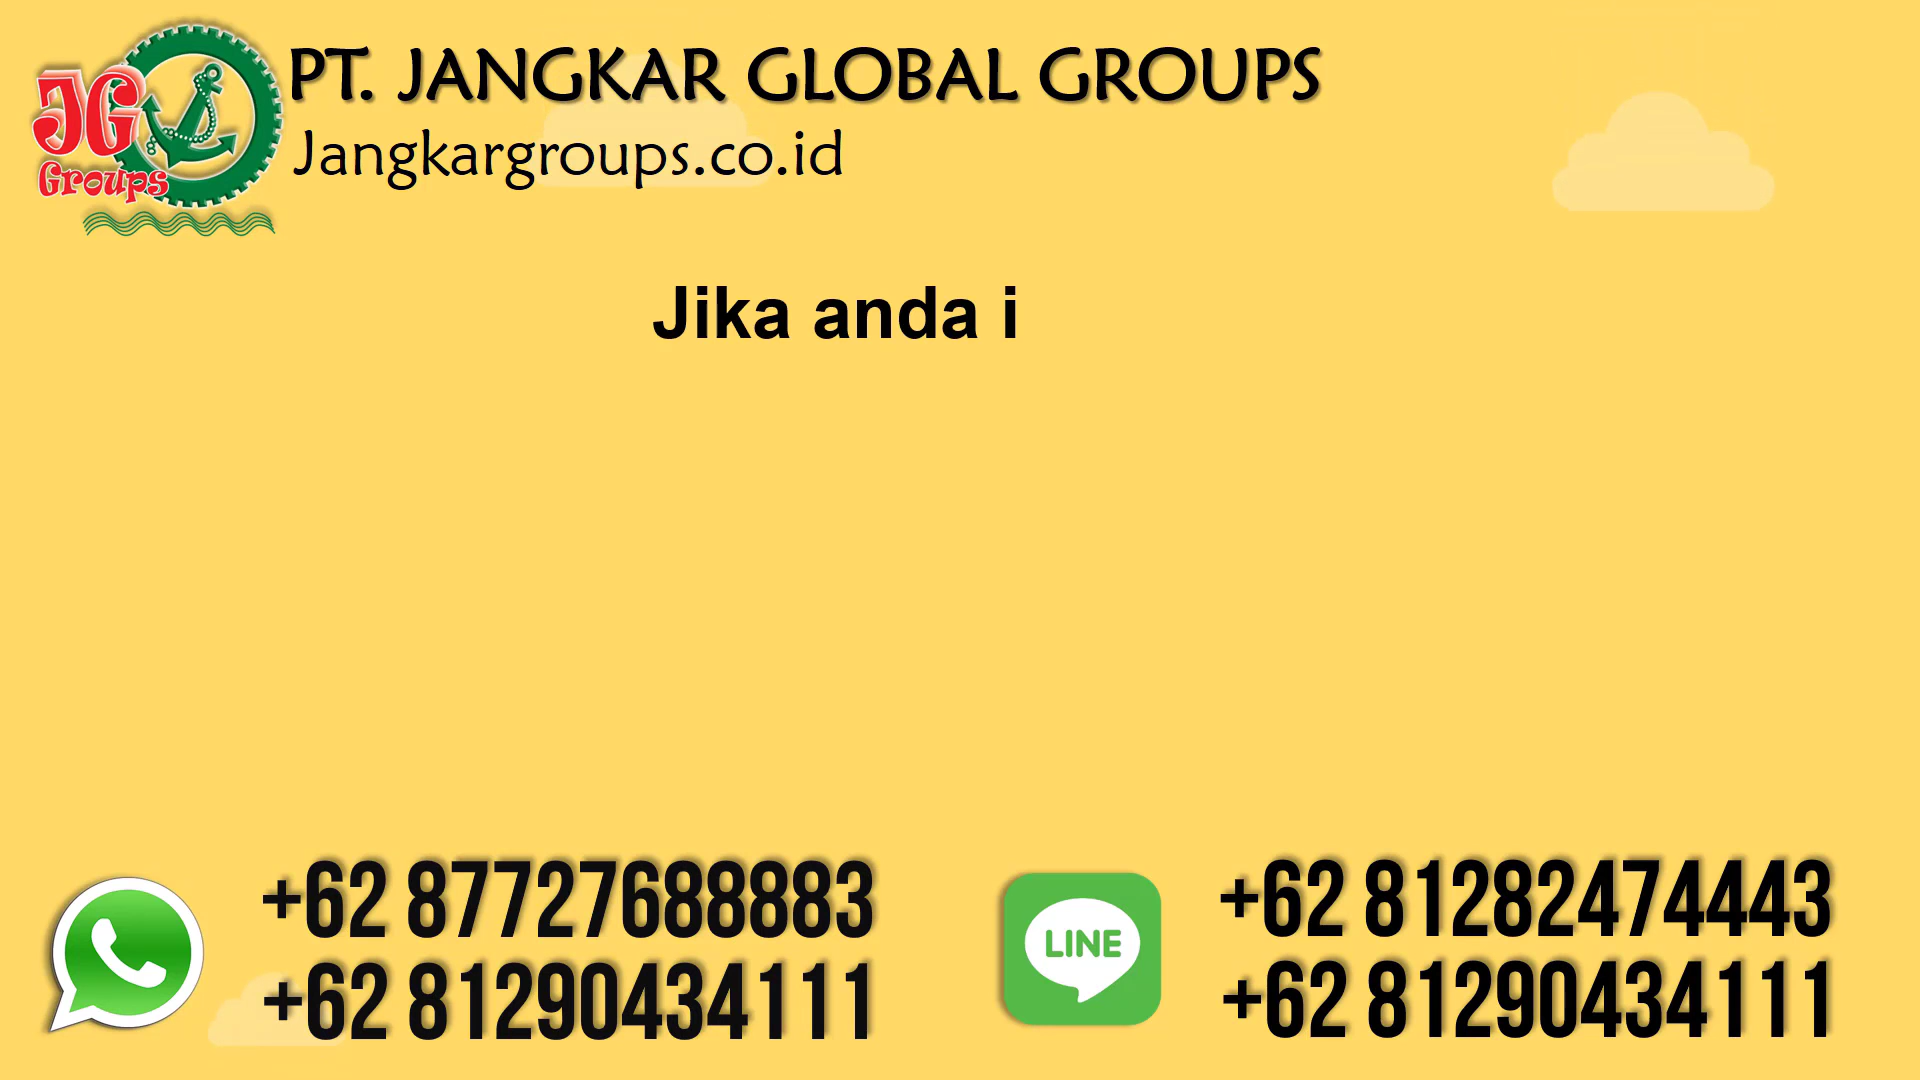 JG
Groups
PT. JANGKAR GLOBAL GROUPS
Jangkargroups.co.id
Jika anda i
+62 87727688883
+62 81290434111
LINE
+62 81282474443
+62 81290434111